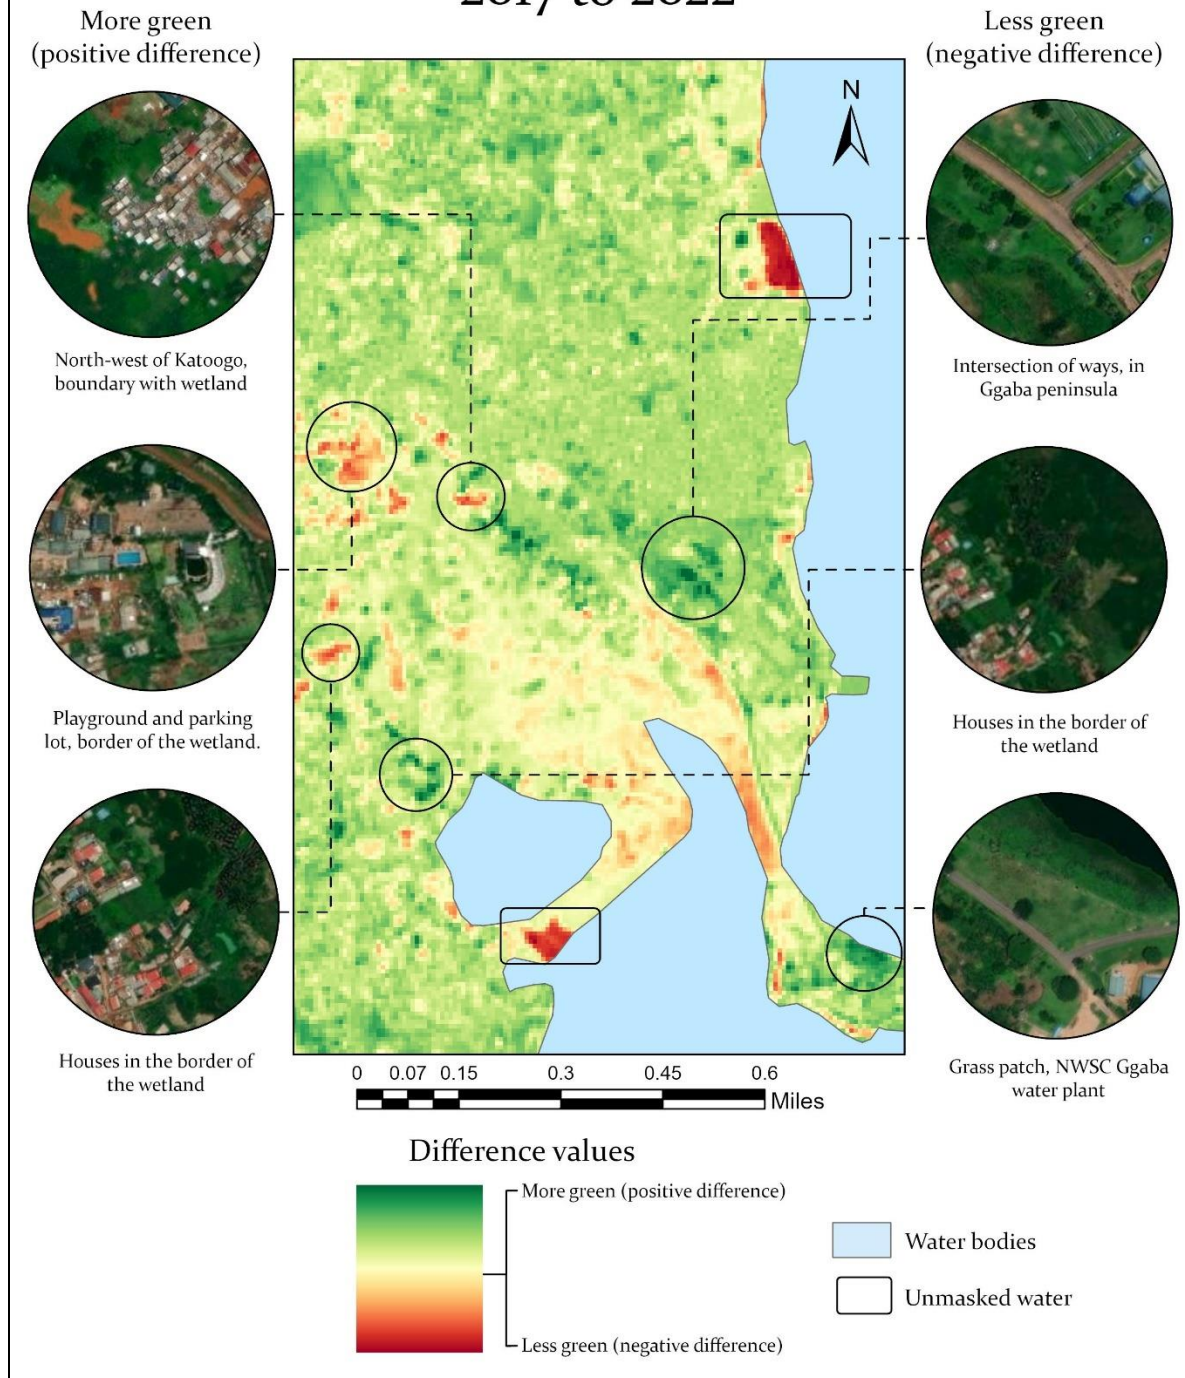 2017 to 2022
More green
(positive difference)
Less green
(negative difference)
N
North-west of Katoogo,
boundary with wetland
Intersection of ways, in
Ggaba peninsula
Playground and parking
lot, border of the wetland.
Houses in the border of
the wetland
Houses in the border of
the wetland
Grass patch, NWSC Ggaba
water plant
0 0.07 0.15 0.3 0.45 0.6
Miles
Difference values
More green (positive difference)
Less green (negative difference)
Water bodies
Unmasked water